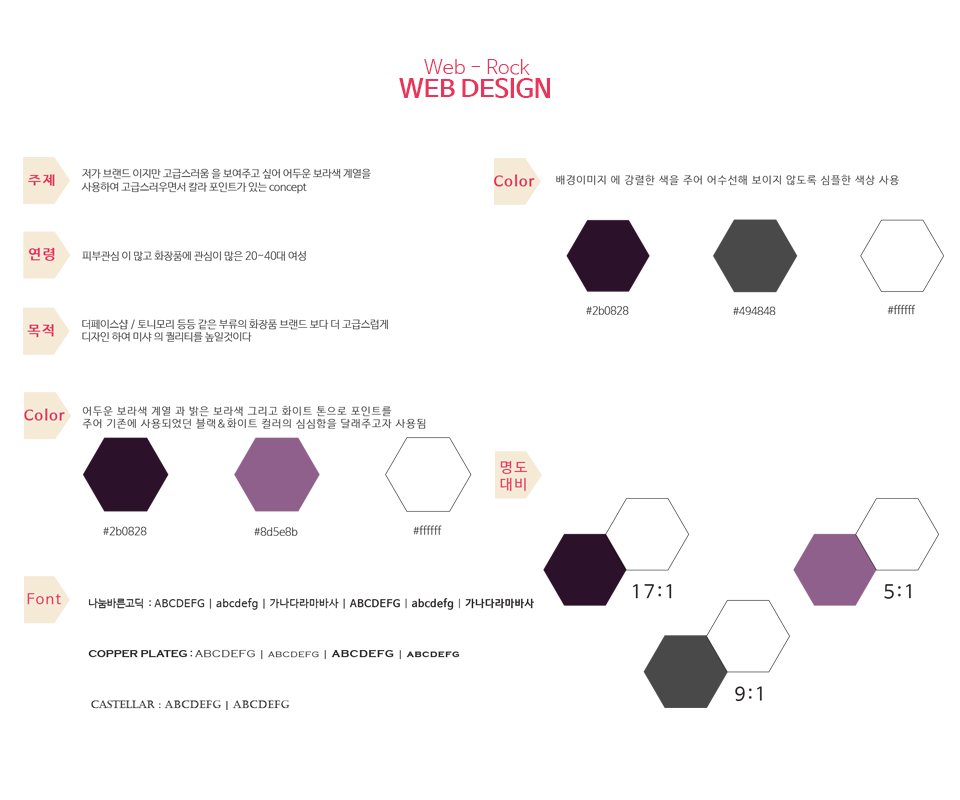 Web - Rock
WEB DESIGN
주제
저가 브랜드 이지만 고급스러움 을 보여주고 싶어 어두운 보라색 계열을
사용하여 고급스러우면서 칼라 포인트가 있는 concept
연령
피부관심 이 많고 화장품에 관심이 많은 20-40대 여성
목적
더페이스샵 / 토니모리 등등 같은 부류의 화장품 브랜드 보다 더 고급스럽게
디자인 하여 미샤 의 퀄리티를 높일것이다
Color
어두운 보라색 계열 과 밝은 보라색 그리고 화이트 톤으로 포인트를
주어 기존에 사용되었던 블랙&화이트 컬러의 심심함을 달래주고자 사용됨
#2b0828
#8d5e8b
#ffffff
Font
나눔바른고딕 : ABCDEFG | abcdefg | 가나다라마바사 | ABCDEFG | abcdefg | 가나다라마바사
COPPER PLATEG : ABCDEFG | ABCDEFG | ABCDEFG | ABCDEFG
CASTELLAR : ABCDEFG | ABCDEFG
Color
배경이미지 에 강렬한 색을 주어 어수선해 보이지 않도록 심플한 색상 사용
#2b0828
#494848
#ffffff
명도
대비
17:1
5:1
9:1